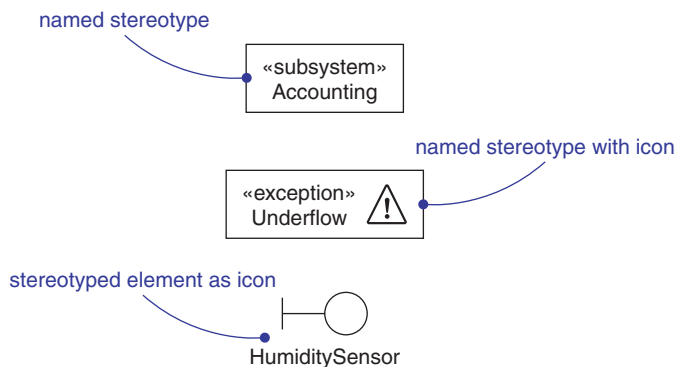 named stereotype
«subsystem»
Accounting
named stereotype with icon
«exception»
Underflow
stereotyped element as icon
HumiditySensor